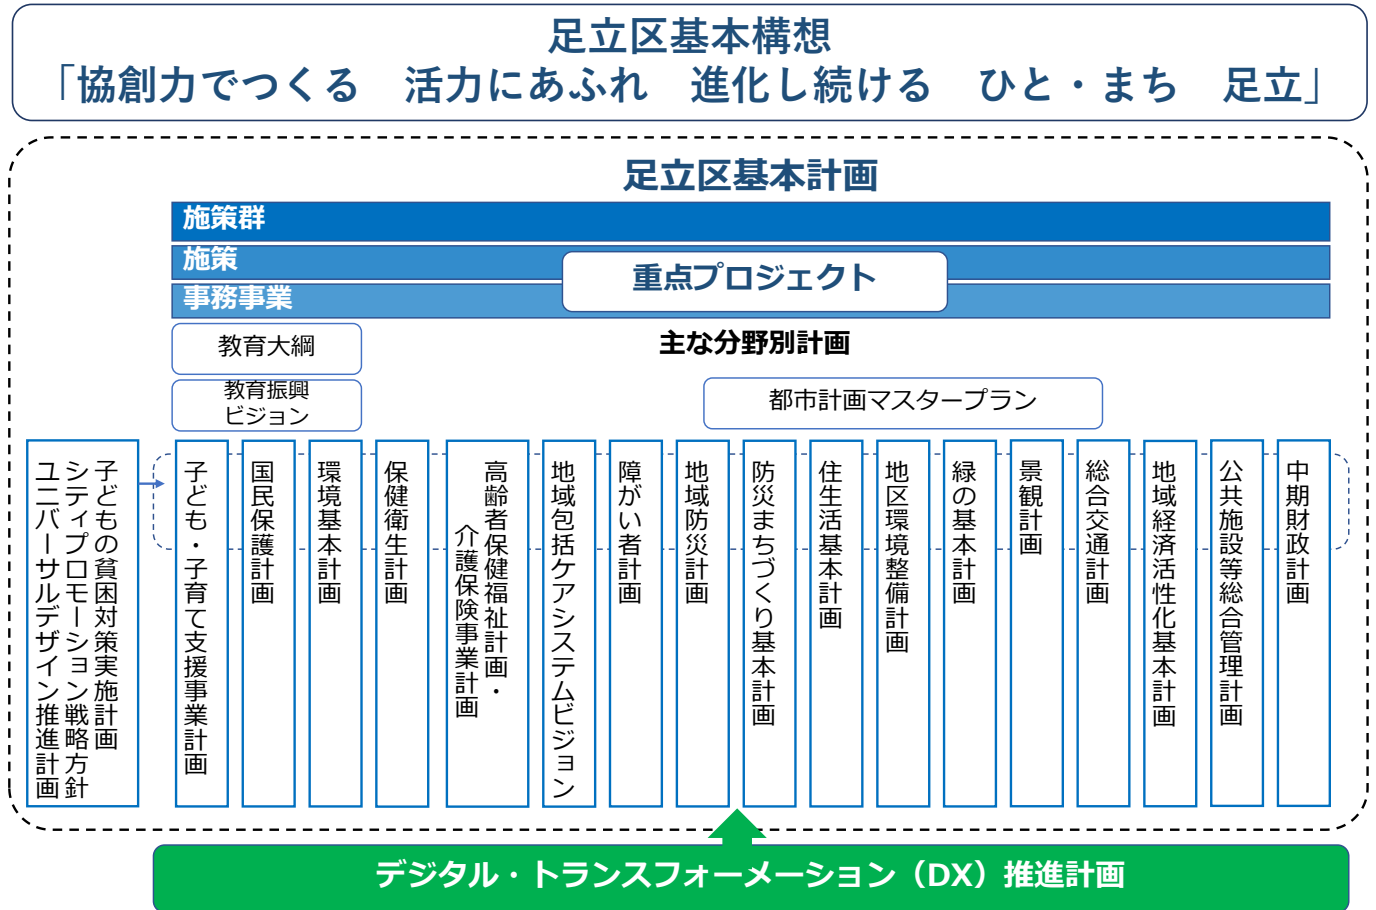 足立区基本構想
「協創力でつくる　活力にあふれ　進化し続ける　ひと・まち　足立」
足立区基本計画
施策群
施策
重点プロジェクト
事務事業
教育大綱
主な分野別計画
教育振興
ビジョン
都市計画マスタープラン
子どもの貧困対策実施計画
シティプロモーション戦略方針
ユニバーサルデザイン推進計画
子ども・子育て支援事業計画
国民保護計画
環境基本計画
保健衛生計画
高齢者保健福祉計画・
介護保険事業計画
地域包括ケアシステムビジョン
障がい者計画
地域防災計画
防災まちづくり基本計画
住生活基本計画
地区環境整備計画
緑の基本計画
景観計画
総合交通計画
地域経済活性化基本計画
公共施設等総合管理計画
中期財政計画
デジタル・トランスフォーメーション（DX）推進計画